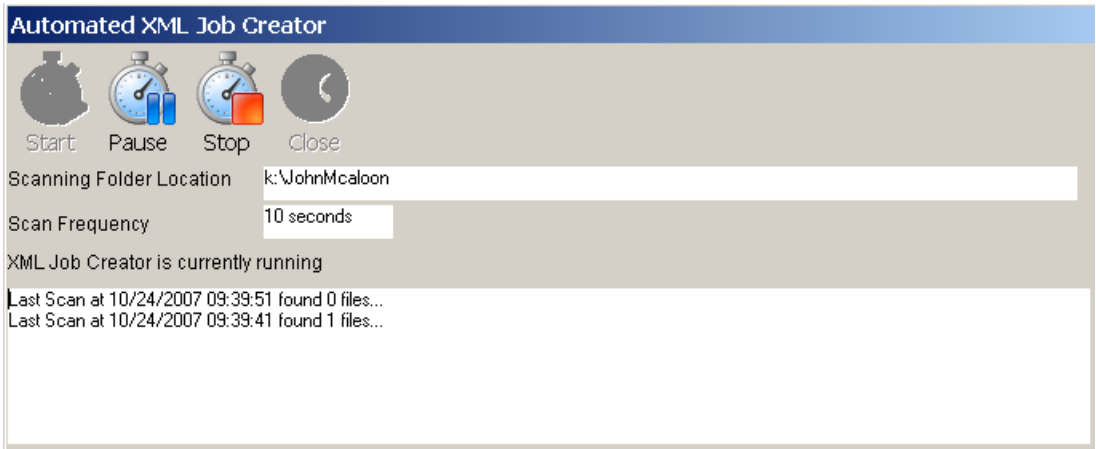 Automated XML Job Creator
Start Pause Stop Close
Scanning Folder Location k:\JohnMcaloon
Scan Frequency 10 seconds
XML Job Creator is currently running
Last Scan at 10/24/2007 09:39:51 found 0 files...
Last Scan at 10/24/2007 09:39:41 found 1 files...